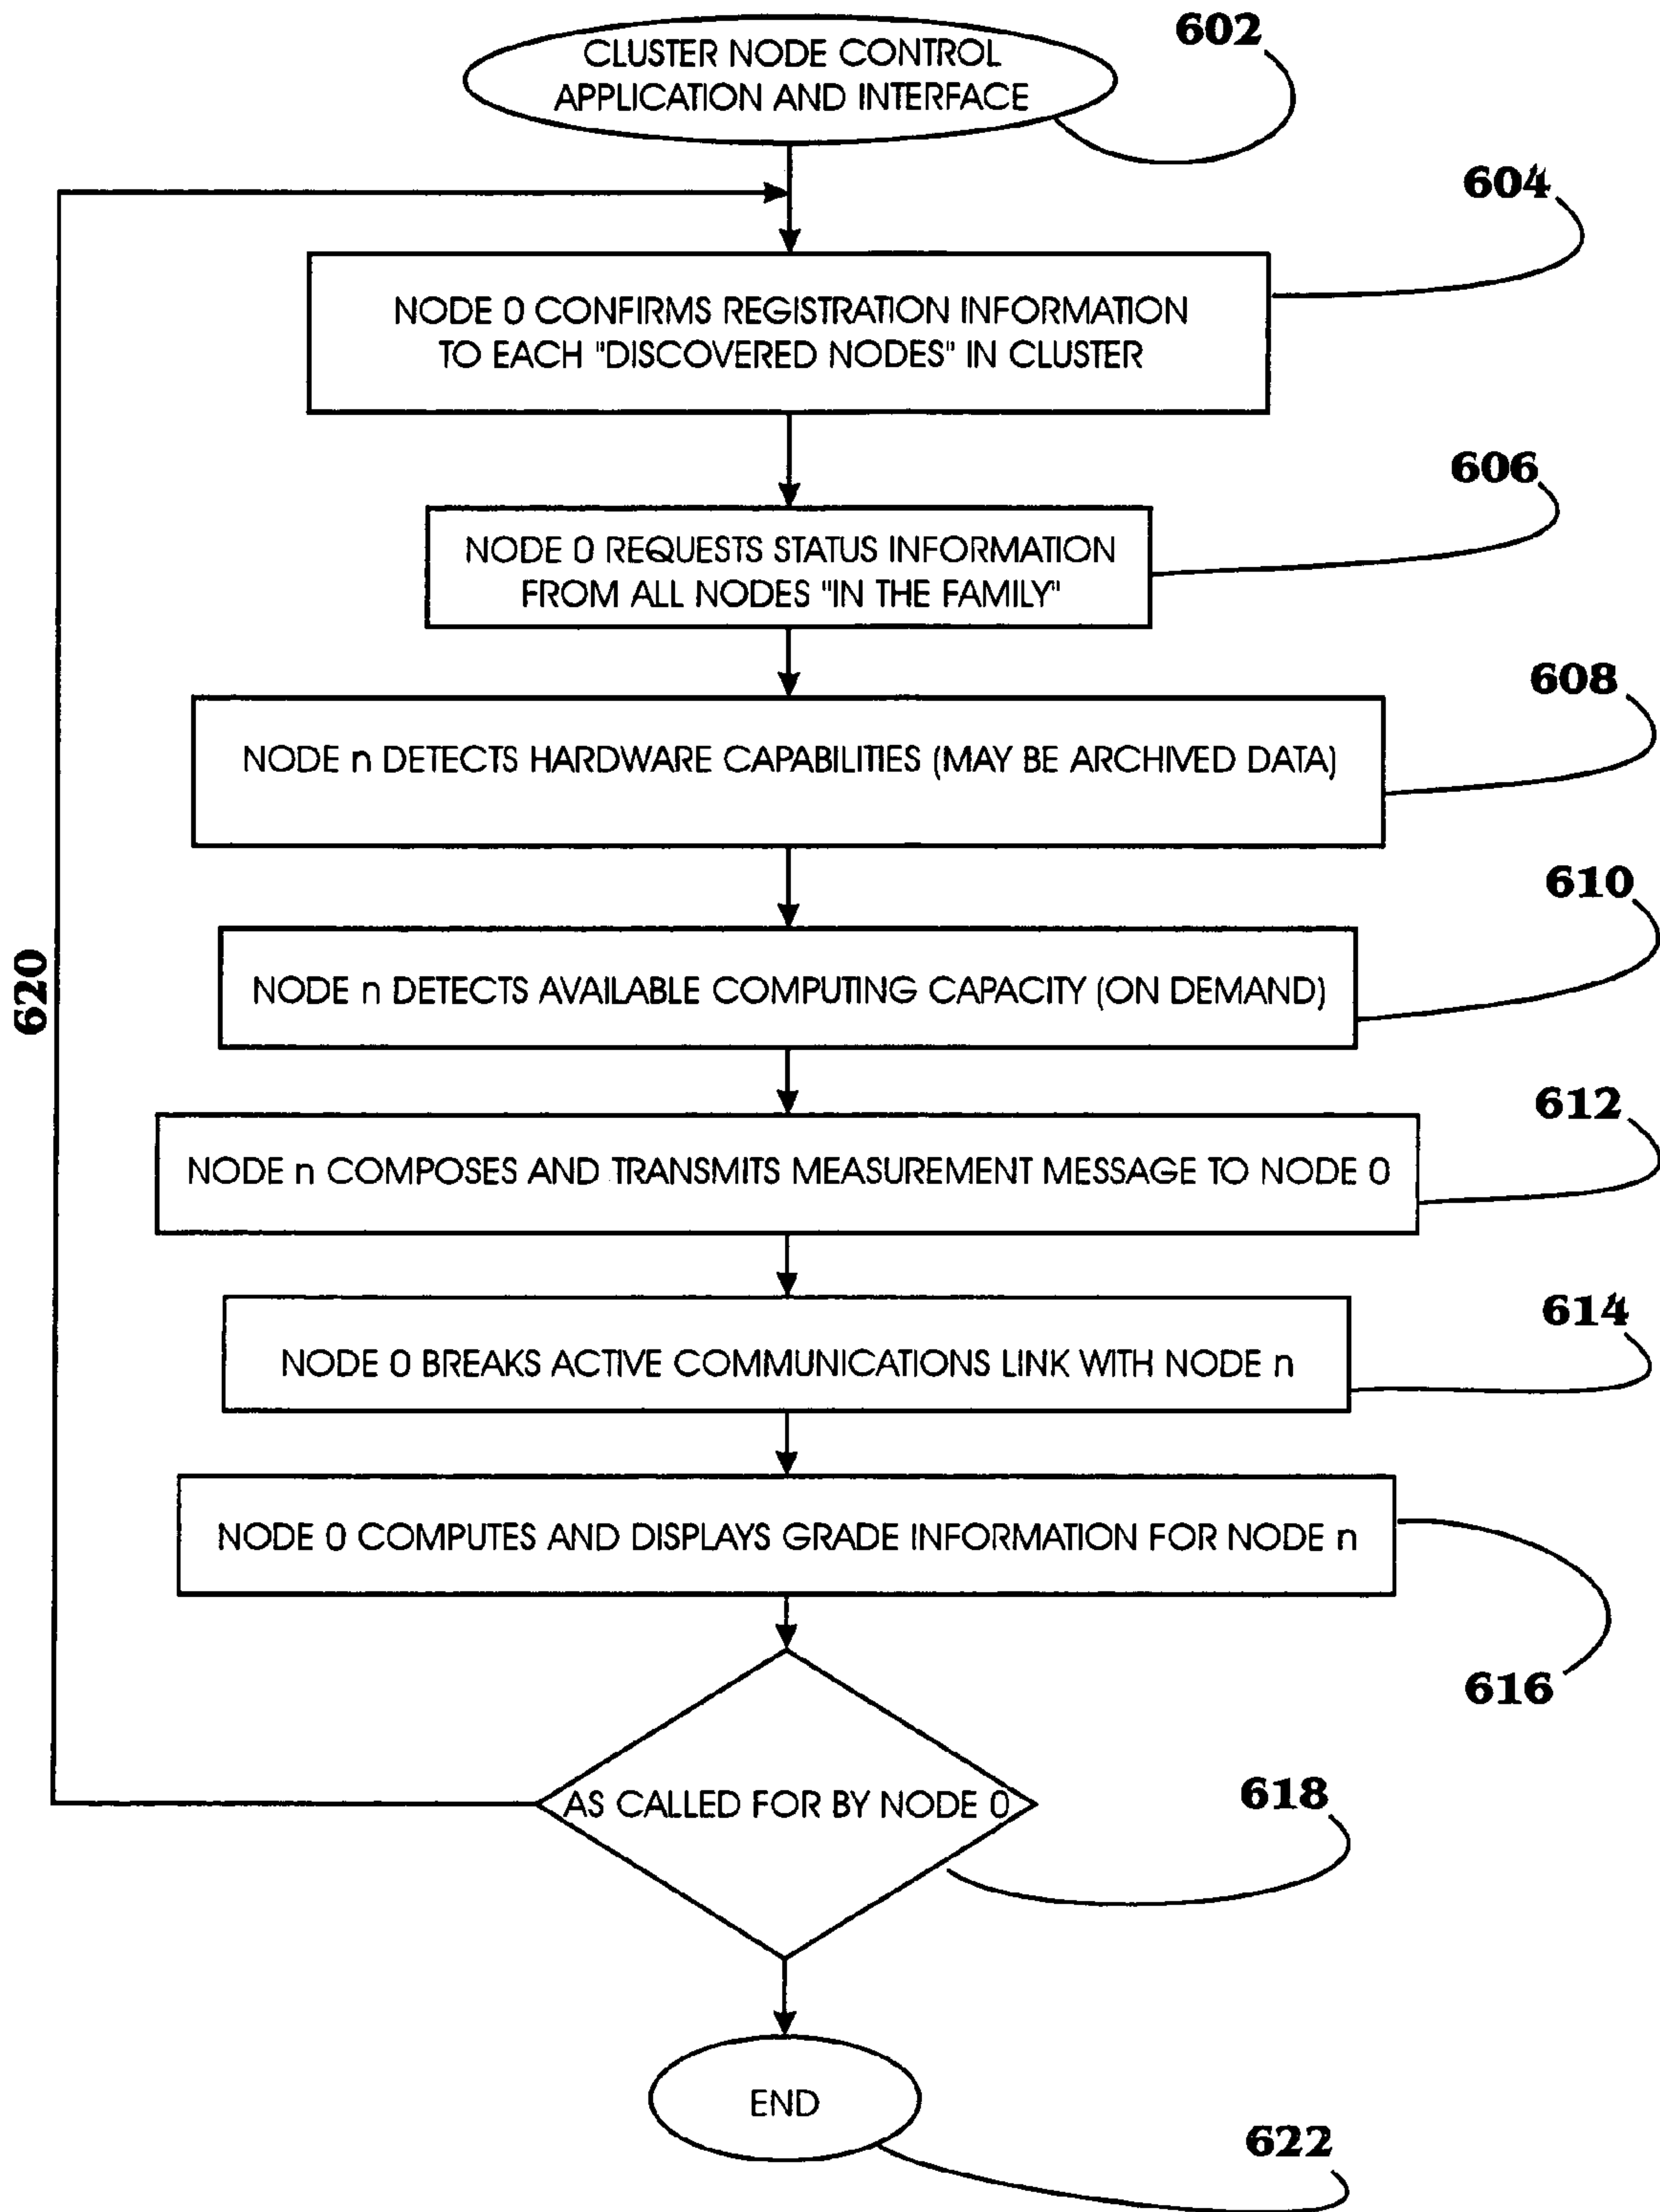 CLUSTER NODE CONTROL
APPLICATION AND INTERFACE
602
604
NODE 0 CONFIRMS REGISTRATION INFORMATION
TO EACH "DISCOVERED NODES" IN CLUSTER
606
NODE 0 REQUESTS STATUS INFORMATION
FROM ALL NODES "IN THE FAMILY"
608
NODE n DETECTS HARDWARE CAPABILITIES (MAY BE ARCHIVED DATA)
610
NODE n DETECTS AVAILABLE COMPUTING CAPACITY (ON DEMAND)
620
612
NODE n COMPOSES AND TRANSMITS MEASUREMENT MESSAGE TO NODE 0
614
NODE 0 BREAKS ACTIVE COMMUNICATIONS LINK WITH NODE n
NODE 0 COMPUTES AND DISPLAYS GRADE INFORMATION FOR NODE n
616
AS CALLED FOR BY NODE 0
618
END
622